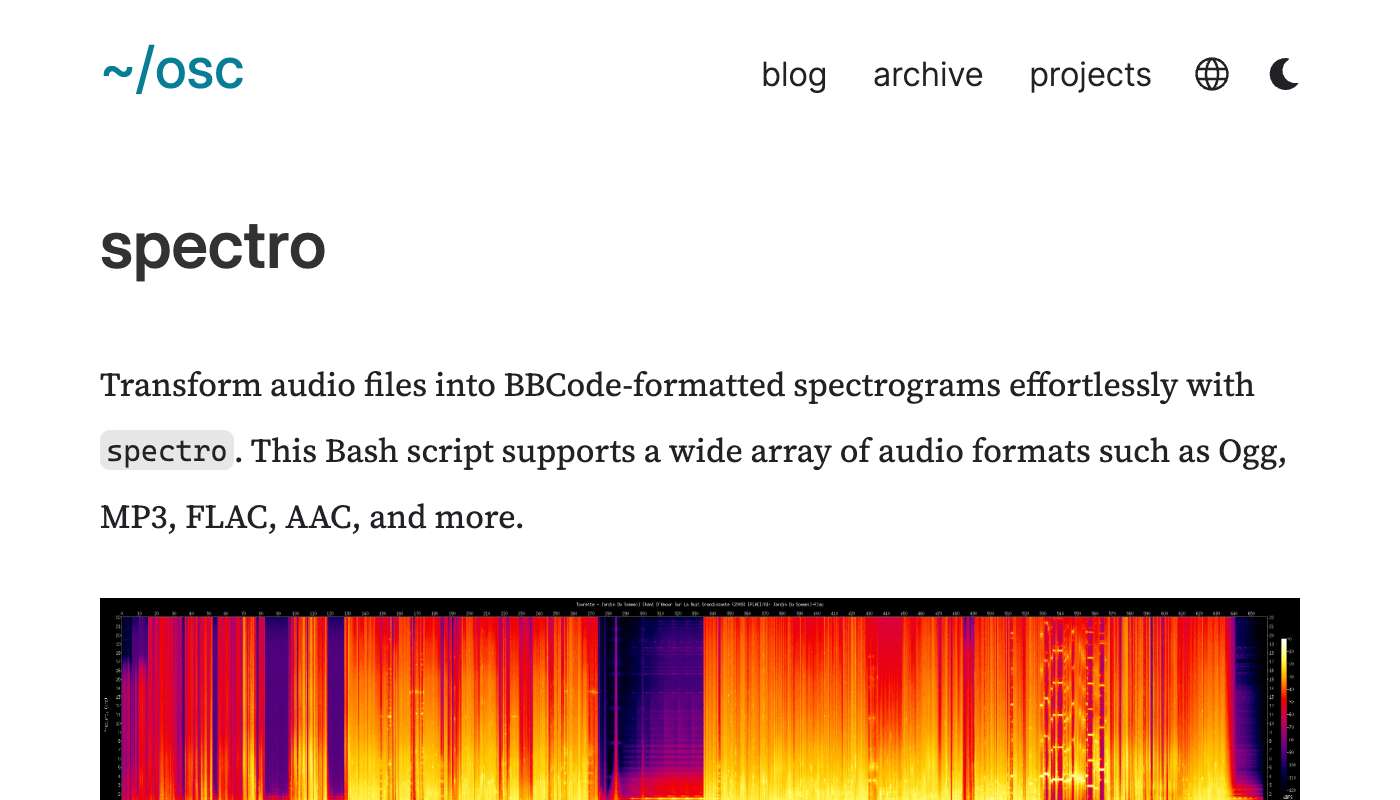 ~/osc
blog archive projects
spectro
Transform audio files into BBCode-formatted spectrograms effortlessly with
spectro. This Bash script supports a wide array of audio formats such as Ogg,
MP3, FLAC, AAC, and more.